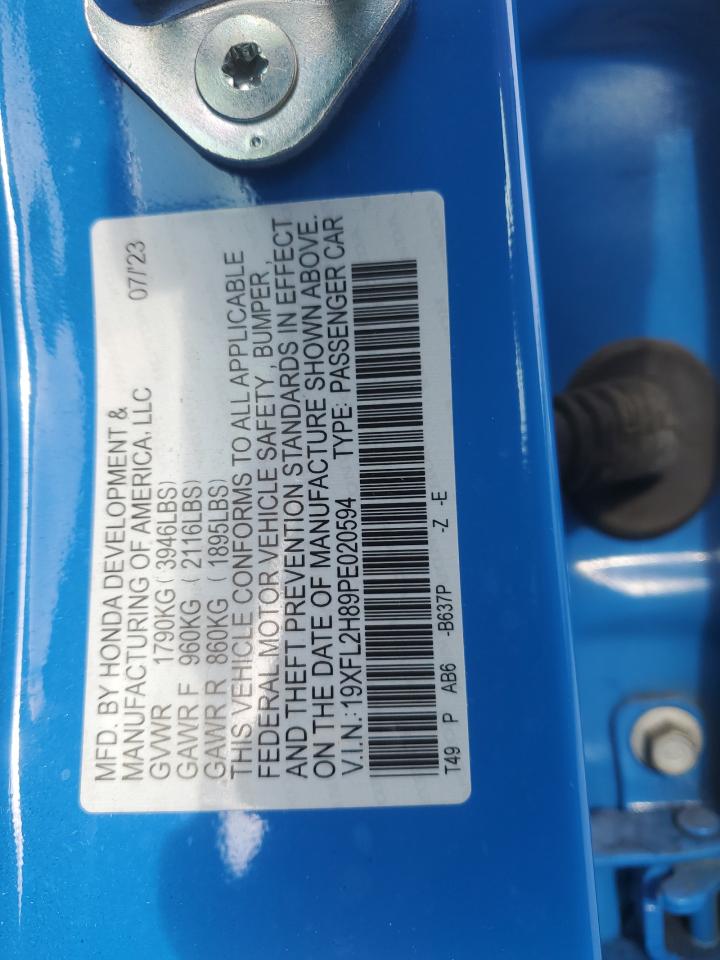 MFD. BY HONDA DEVELOPMENT &
MANUFACTURING OF AMERICA. LLC 07/'23
GVWR 1790KG (3946LBS)
GAWR F 960KG (2116LBS)
GAWR R 860KG (1895LBS)
THIS VEHICLE CONFORMS TO ALL APPLICABLE
FEDERAL MOTOR VEHICLE SAFETY, BUMPER,
AND THEFT PREVENTION STANDARDS IN EFFECT
ON THE DATE OF MANUFACTURE SHOWN ABOVE.
V.I.N.:19XFL2H89PE020594 TYPE: PASSENGER CAR
T49 P AB6 -B637P -Z -E